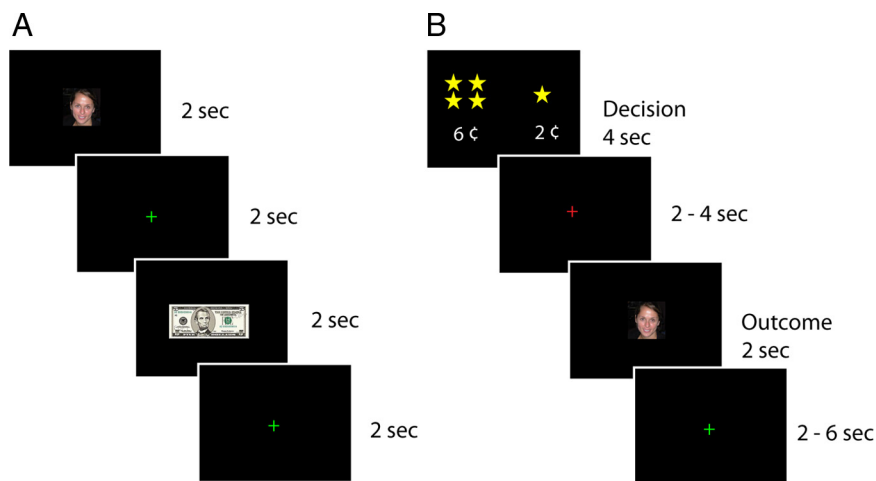 A
2 sec
2 sec
2 sec
2 sec
B
6 ¢
2 ¢
Decision
4 sec
2 - 4 sec
Outcome
2 sec
2 - 6 sec